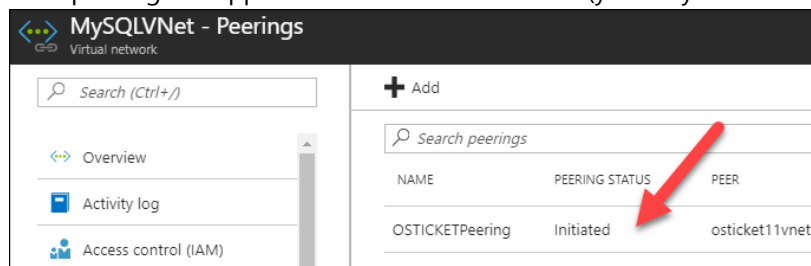 MySQLVNet - Peerings
Virtual network
Search (Ctrl+/)
Overview
Activity log
Access control (IAM)
Add
Search peerings
NAME PEERING STATUS PEER
OSTICKETPeering Initiated osticket11vnet